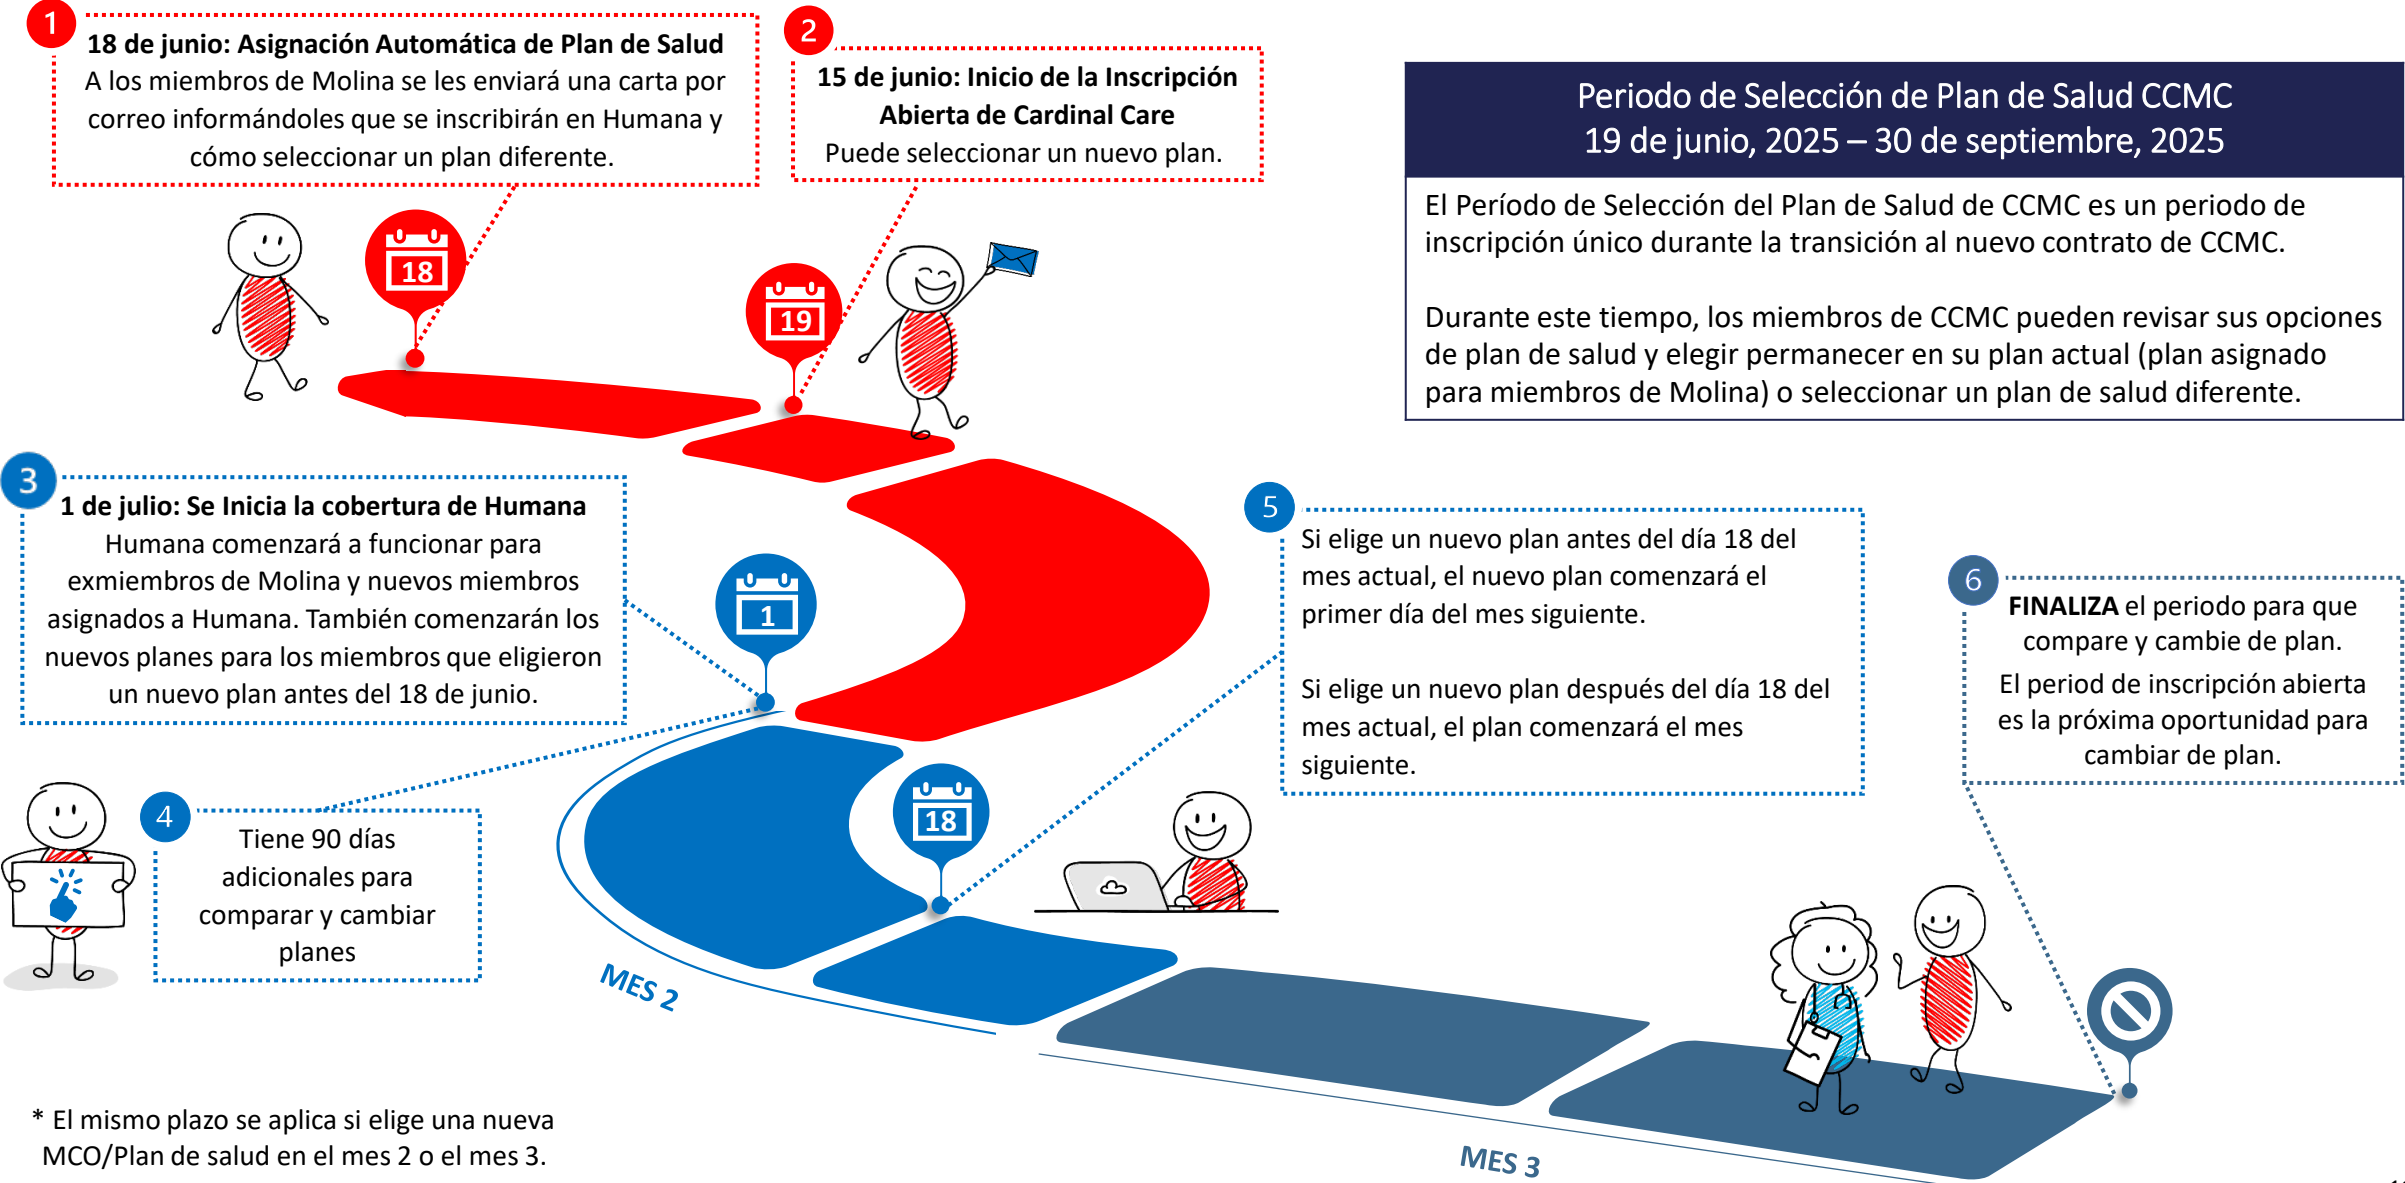 1
18 de junio: Asignación Automática de Plan de Salud
A los miembros de Molina se les enviará una carta por
correo informándoles que se inscribirán en Humana y
cómo seleccionar un plan diferente.
2
15 de junio: Inicio de la Inscripción
Abierta de Cardinal Care
Puede seleccionar un nuevo plan.
Periodo de Selección de Plan de Salud CCMC
19 de junio, 2025 – 30 de septiembre, 2025
El Período de Selección del Plan de Salud de CCMC es un periodo de
inscripción único durante la transición al nuevo contrato de CCMC.
Durante este tiempo, los miembros de CCMC pueden revisar sus opciones
de plan de salud y elegir permanecer en su plan actual (plan asignado
para miembros de Molina) o seleccionar un plan de salud diferente.
18
19
3
1 de julio: Se Inicia la cobertura de Humana
Humana comenzará a funcionar para
exmiembros de Molina y nuevos miembros
asignados a Humana. También comenzarán los
nuevos planes para los miembros que eligieron
un nuevo plan antes del 18 de junio.
1
5
Si elige un nuevo plan antes del día 18 del
mes actual, el nuevo plan comenzará el
primer día del mes siguiente.
Si elige un nuevo plan después del día 18 del
mes actual, el plan comenzará el mes
siguiente.
6
FINALIZA el periodo para que
compare y cambie de plan.
El period de inscripción abierta
es la próxima oportunidad para
cambiar de plan.
4
Tiene 90 días
adicionales para
comparar y cambiar
planes
18
MES 2
MES 3
* El mismo plazo se aplica si elige una nueva
MCO/Plan de salud en el mes 2 o el mes 3.